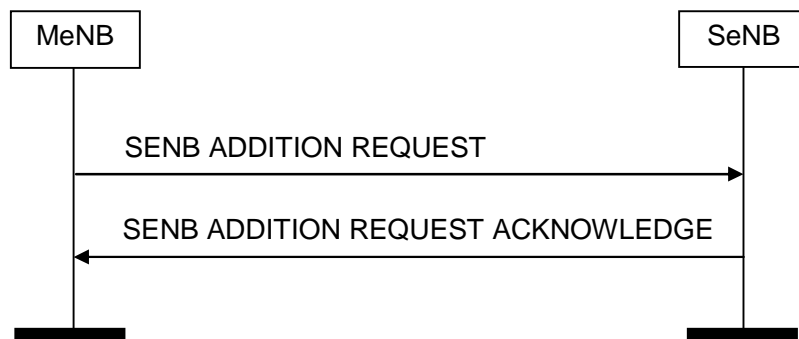 MeNB
SeNB
SENB ADDITION REQUEST
SENB ADDITION REQUEST ACKNOWLEDGE